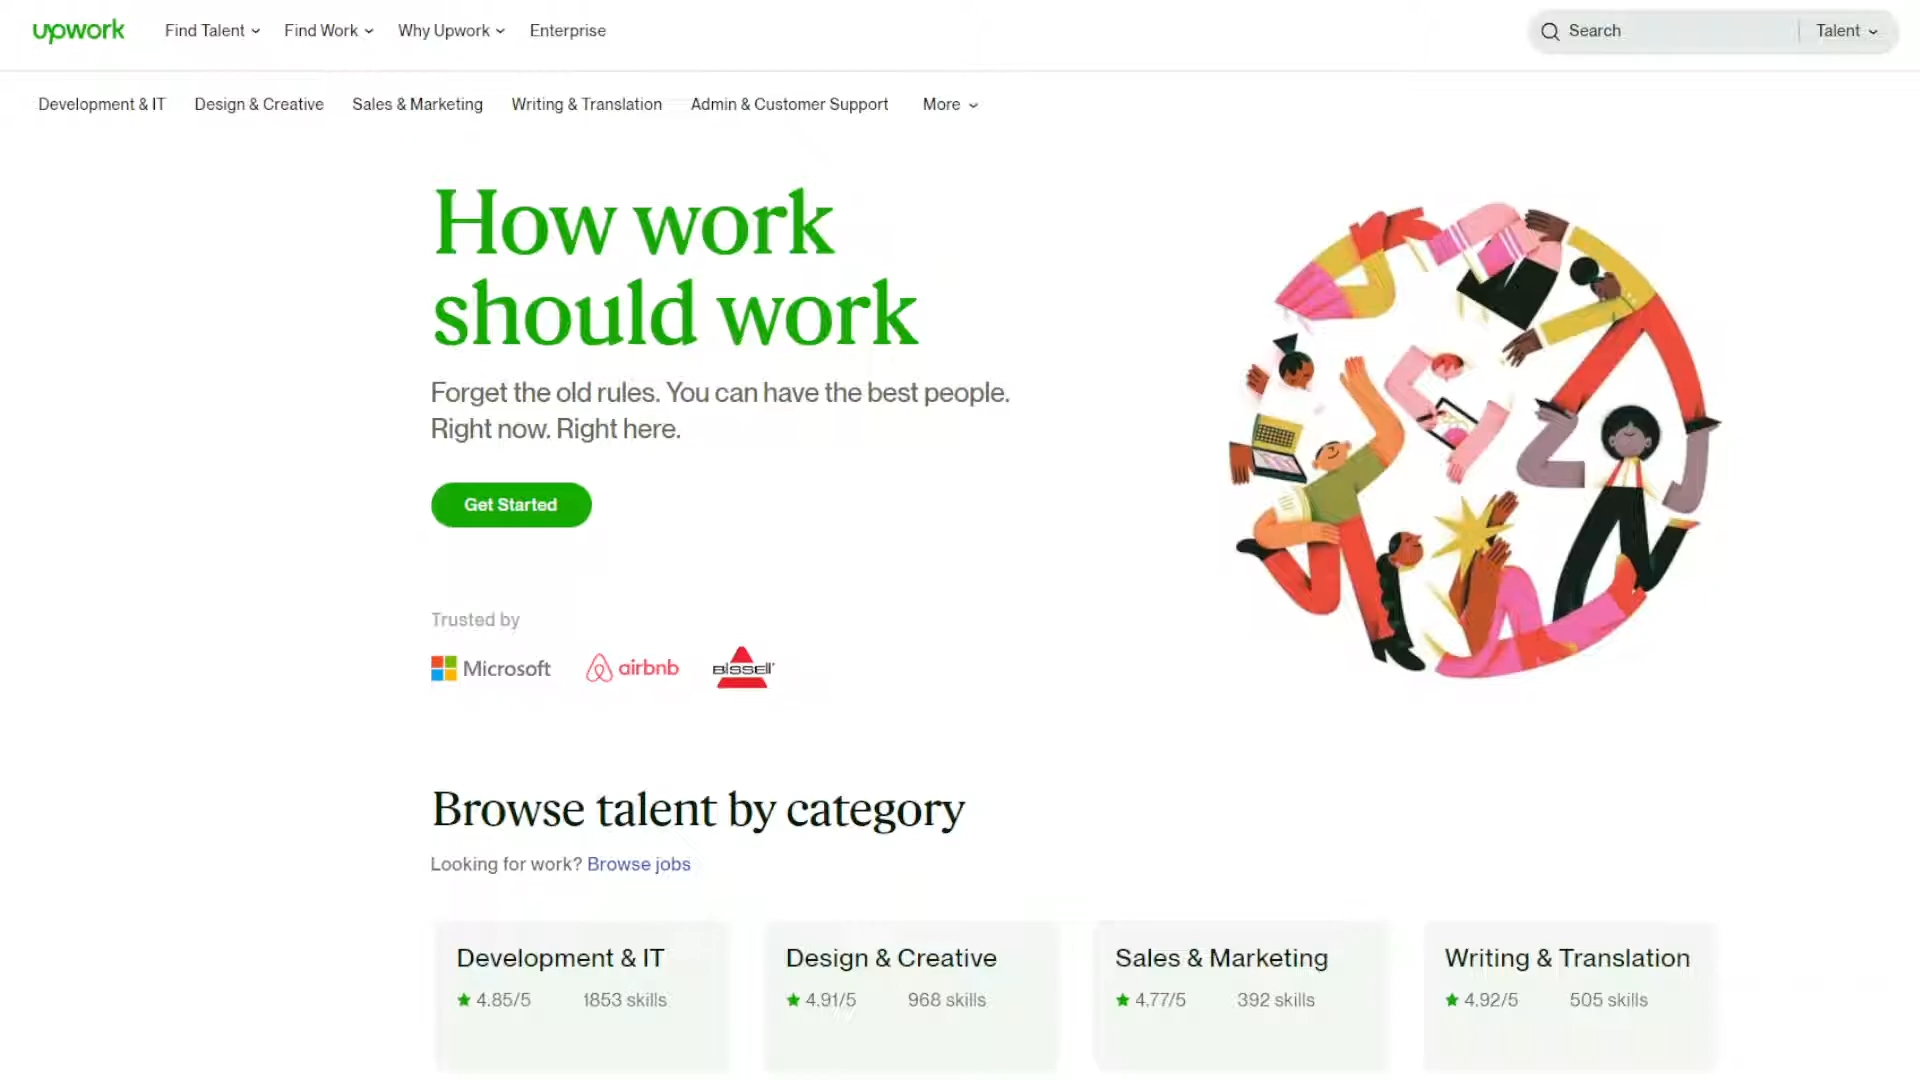 upwork Find Talent Find Work Why Upwork Enterprise Search Talent
Development & IT Design & Creative Sales & Marketing Writing & Translation Admin & Customer Support More
How work
should work
Forget the old rules. You can have the best people.
Right now. Right here.
Get Started
Trusted by
Microsoft airbnb BISSELL
Browse talent by category
Looking for work? Browse jobs
Development & IT Design & Creative Sales & Marketing Writing & Translation
4.85/5 1853 skills 4.91/5 968 skills 4.77/5 392 skills 4.92/5 505 skills